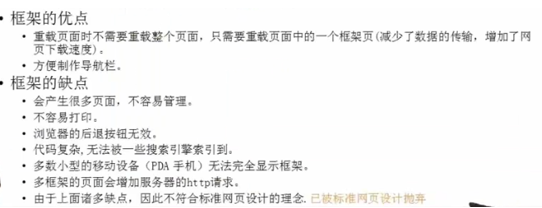 • 框架的优点
• 重载页面时不需要重载整个页面，只需要重载页面中的一个框架页(减少了数据的传输，增加了网
页下载速度)。
• 方便制作导航栏。
• 框架的缺点
• 会产生很多页面，不容易管理。
• 不容易打印。
• 浏览器的后退按钮无效。
• 代码复杂,无法被一些搜索引擎索引到。
• 多数小型的移动设备（PDA 手机）无法完全显示框架。
• 多框架的页面会增加服务器的http请求。
• 由于上面诸多缺点，因此不符合标准网页设计的理念.已被标准网页设计抛弃